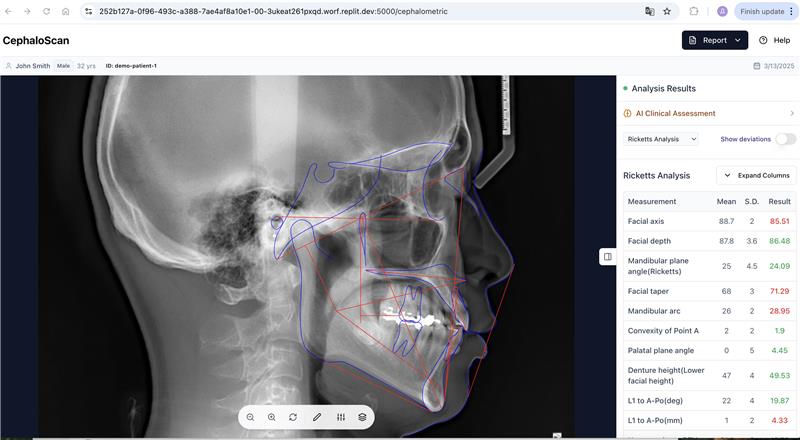 252b127a-0f96-493c-a388-7ae4af8a10e1-00-3ukeat261pxqd.worf.replit.dev:5000/cephalometric
Д
Finish update
CephaloScan
Report
Help
John Smith Male 32 yrs ID: demo-patient-1
3/13/2025
Analysis Results
AI Clinical Assessment
Ricketts Analysis
Show deviations
Ricketts Analysis
Expand Columns
Measurement Mean S.D. Result
Facial axis 88.7 2 85.51
Facial depth 87.8 3.6 86.48
Mandibular plane angle(Ricketts) 25 4.5 24.09
Facial taper 68 3 71.29
Mandibular arc 26 2 28.95
Convexity of Point A 2 2 1.9
Palatal plane angle 0 5 4.45
Denture height(Lower facial height) 47 4 49.53
L1 to A-Po(deg) 22 4 19.87
L1 to A-Po(mm) 1 2 4.33